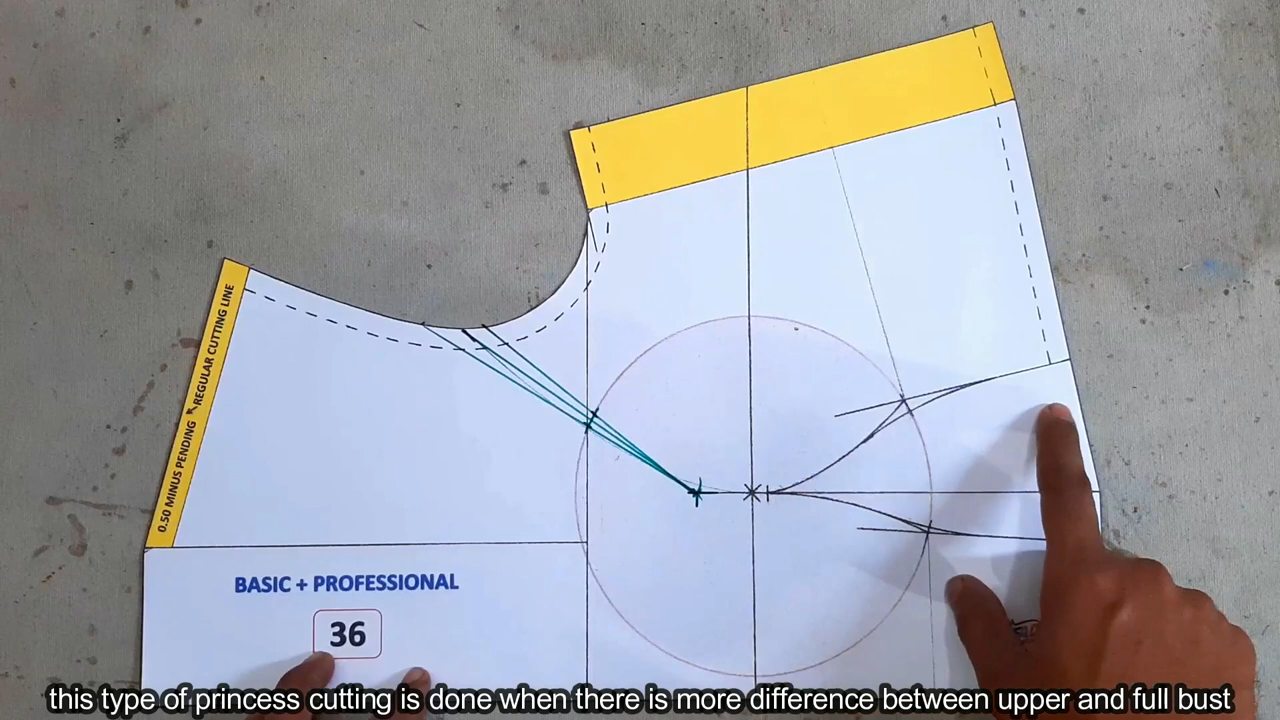 0.50 MINUS PENDING
REGULAR CUTTING LINE
BASIC + PROFESSIONAL
36
this type of princess cutting is done when there is more difference between upper and full bust